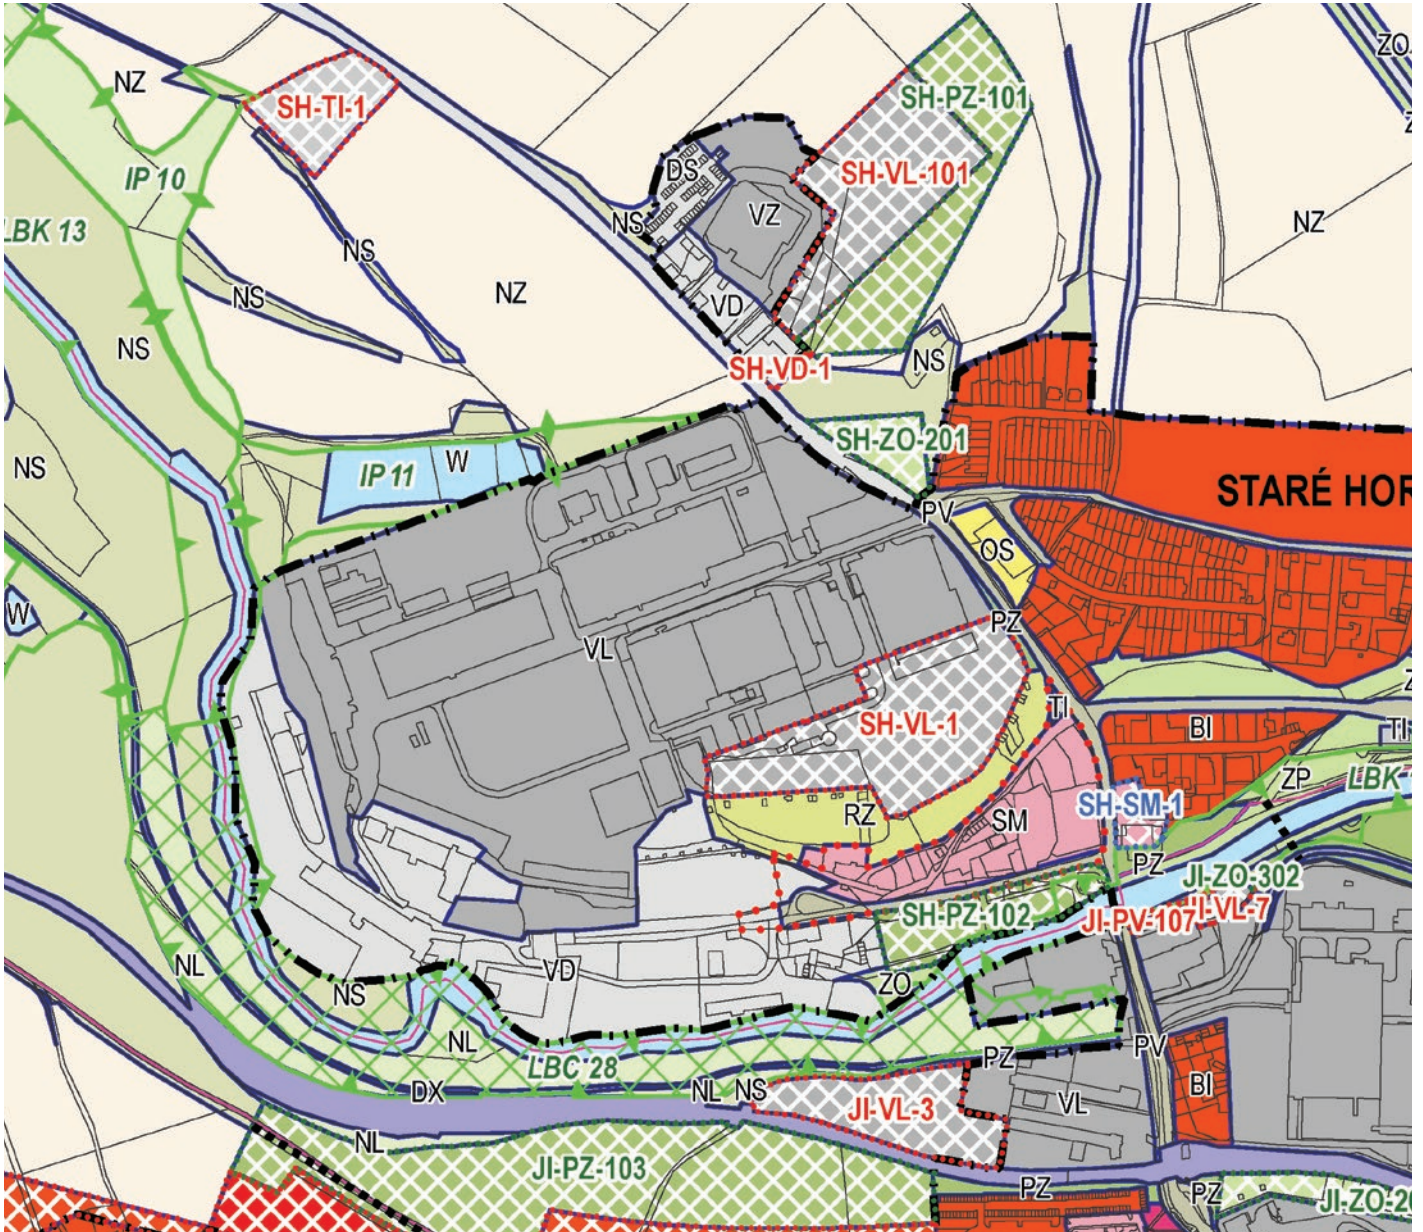 ZO
NZ
SH-TI-1
SH-PZ-101
DS
SH-VL-101
IP 10
LBK 13
NS
VZ
NZ
NS
NS
NZ
VD
NS
SH-VD-1
NS
SH-ZO-201
NS
IP 11
W
STARÉ HOR
PV
OS
W
PZ
VL
TI
SH-VL-1
BI
TI
ZP
LBK
SH-SM-1
RZ
SM
PZ
JI-ZO-302
SH-PZ-102
JI-PV-107
I-VL-7
NL
VD
NS
ZO
NL
PV
LBC 28
PZ
DX
NL
NS
BI
JI-VL-3
VL
NL
JI-PZ-103
PZ
PZ
JI-ZO-20